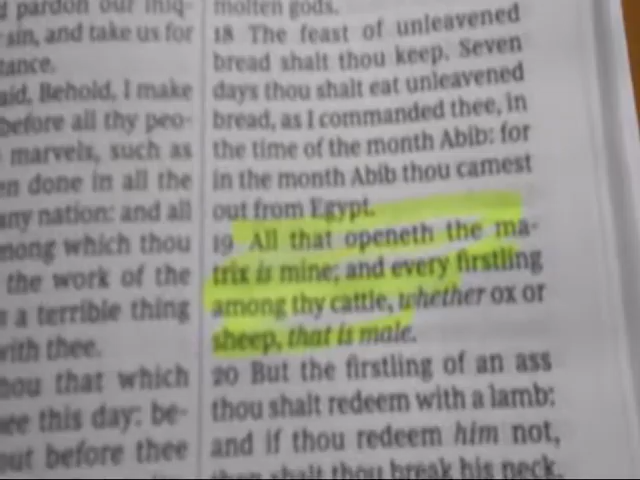 pardon our iniq-
sin, and take us for
tance.
aid, Behold, I make
before all thy peo-
marvels, such as
en done in all the
any nation: and all
mong which thou
the work of the
a terrible thing
with thee.
hou that which
ee this day: be-
out before thee
molten gods.
18 The feast of unleavened
bread shalt thou keep. Seven
days thou shalt eat unleavened
bread, as I commanded thee, in
the time of the month Abib: for
in the month Abib thou camest
out from Egypt.
19 All that openeth the ma-
trix is mine; and every firstling
among thy cattle, whether ox or
sheep, that is male.
20 But the firstling of an ass
thou shalt redeem with a lamb:
and if thou redeem him not,
then shalt thou break his neck.